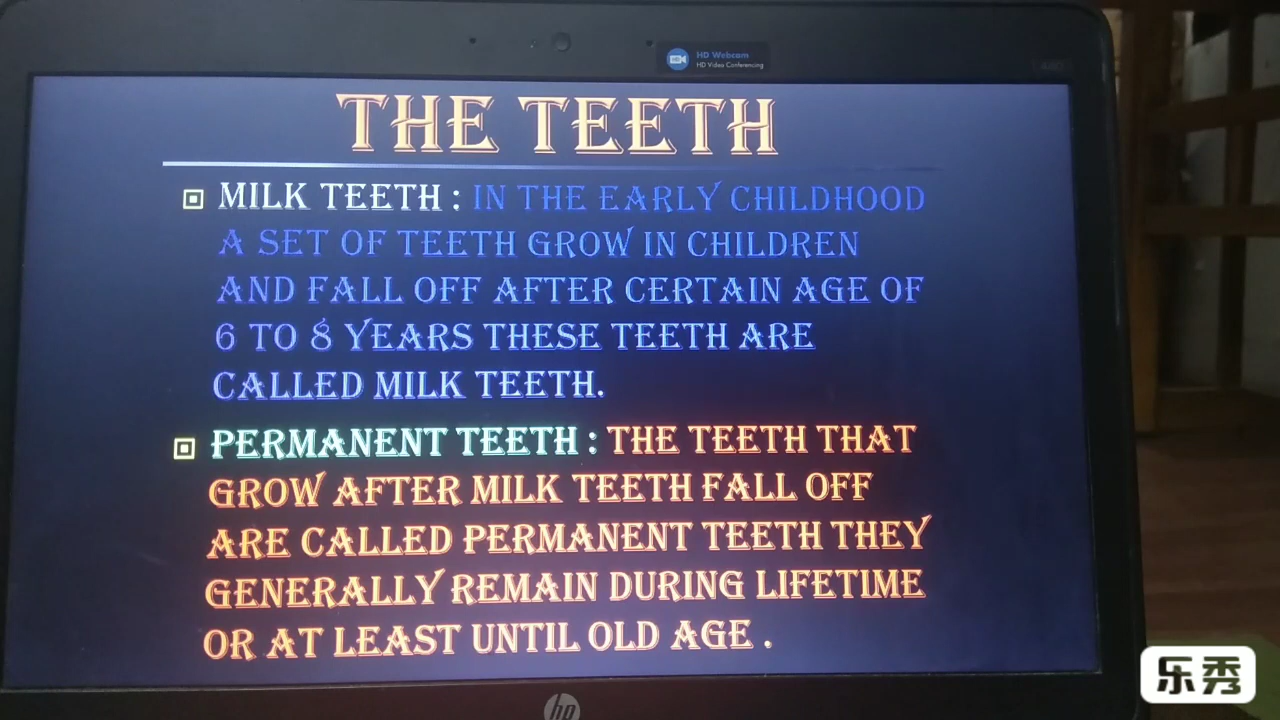 HD Webcam
HD Video Conferencing
THE TEETH
MILK TEETH : IN THE EARLY CHILDHOOD
A SET OF TEETH GROW IN CHILDREN
AND FALL OFF AFTER CERTAIN AGE OF
6 TO 8 YEARS THESE TEETH ARE
CALLED MILK TEETH.
PERMANENT TEETH : THE TEETH THAT
GROW AFTER MILK TEETH FALL OFF
ARE CALLED PERMANENT TEETH THEY
GENERALLY REMAIN DURING LIFETIME
OR AT LEAST UNTIL OLD AGE .
hp
乐秀